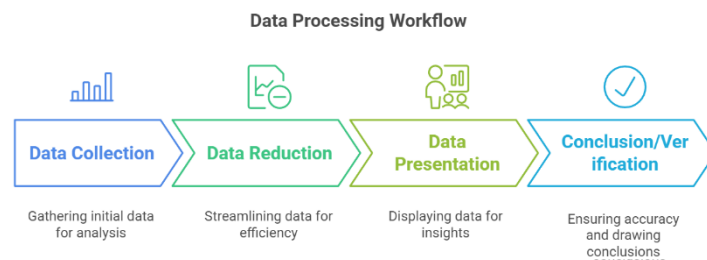 Data Processing Workflow
Data Collection
Data Reduction
Data
Presentation
Conclusion/Ver
ification
Gathering initial data
for analysis
Streamlining data for
efficiency
Displaying data for
insights
Ensuring accuracy
and drawing
conclusions